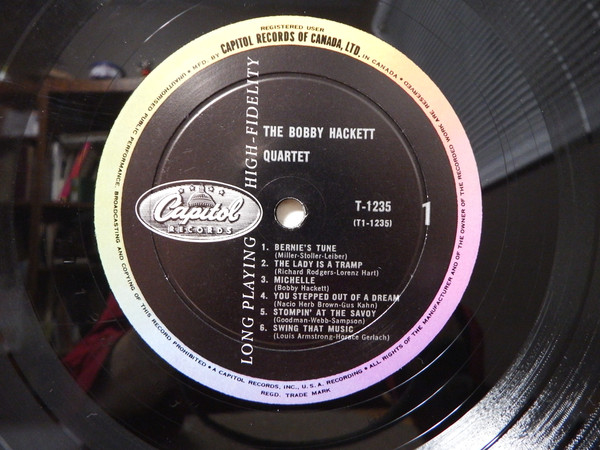 REGISTERED USER
MFD. BY CAPITOL RECORDS OF CANADA, LTD. IN CANADA • ALL RIGHTS OF THE MANUFACTURER AND OF THE OWNER OF THE RECORDED WORK ARE RESERVED
UNAUTHORISED PUBLIC PERFORMANCE, BROADCASTING AND COPYING OF THIS RECORD PROHIBITED • A CAPITOL RECORDS, INC., U.S.A. RECORDING •
REGD. TRADE MARK
LONG PLAYING HIGH-FIDELITY
THE BOBBY HACKETT
QUARTET
Capitol
RECORDS
T-1235
(T1-1235)
1
1. BERNIE'S TUNE
(Miller-Stoller-Leiber)
2. THE LADY IS A TRAMP
(Richard Rodgers-Lorenz Hart)
3. MICHELLE
(Bobby Hackett)
4. YOU STEPPED OUT OF A DREAM
(Nacio Herb Brown-Gus Kahn)
5. STOMPIN' AT THE SAVOY
(Goodman-Webb-Sampson)
6. SWING THAT MUSIC
(Louis Armstrong-Horace Gerlach)